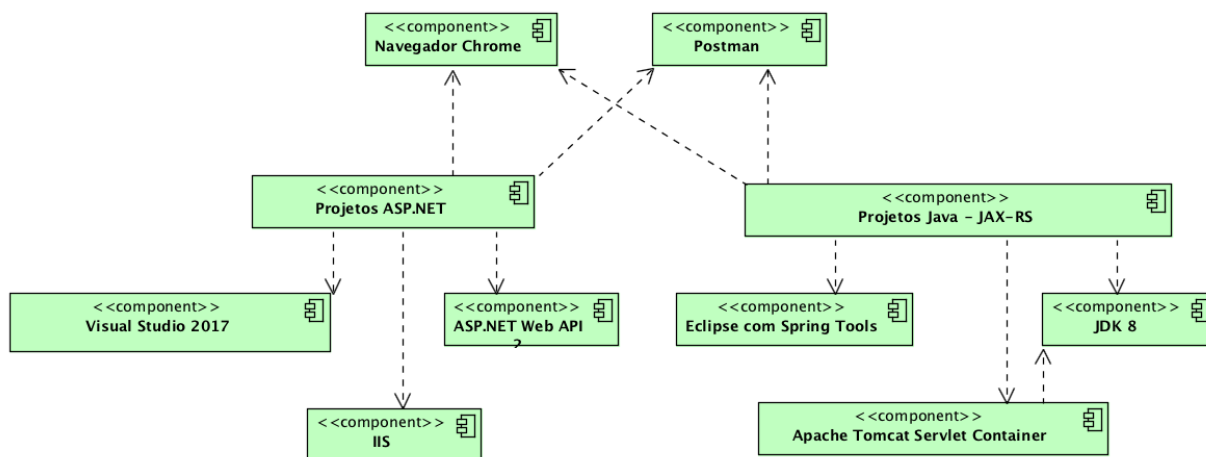 <<component>>
Navegador Chrome
<<component>>
Postman
<<component>>
Projetos ASP.NET
<<component>>
Projetos Java - JAX-RS
<<component>>
Visual Studio 2017
<<component>>
ASP.NET Web API
2
<<component>>
Eclipse com Spring Tools
<<component>>
JDK 8
<<component>>
IIS
<<component>>
Apache Tomcat Servlet Container